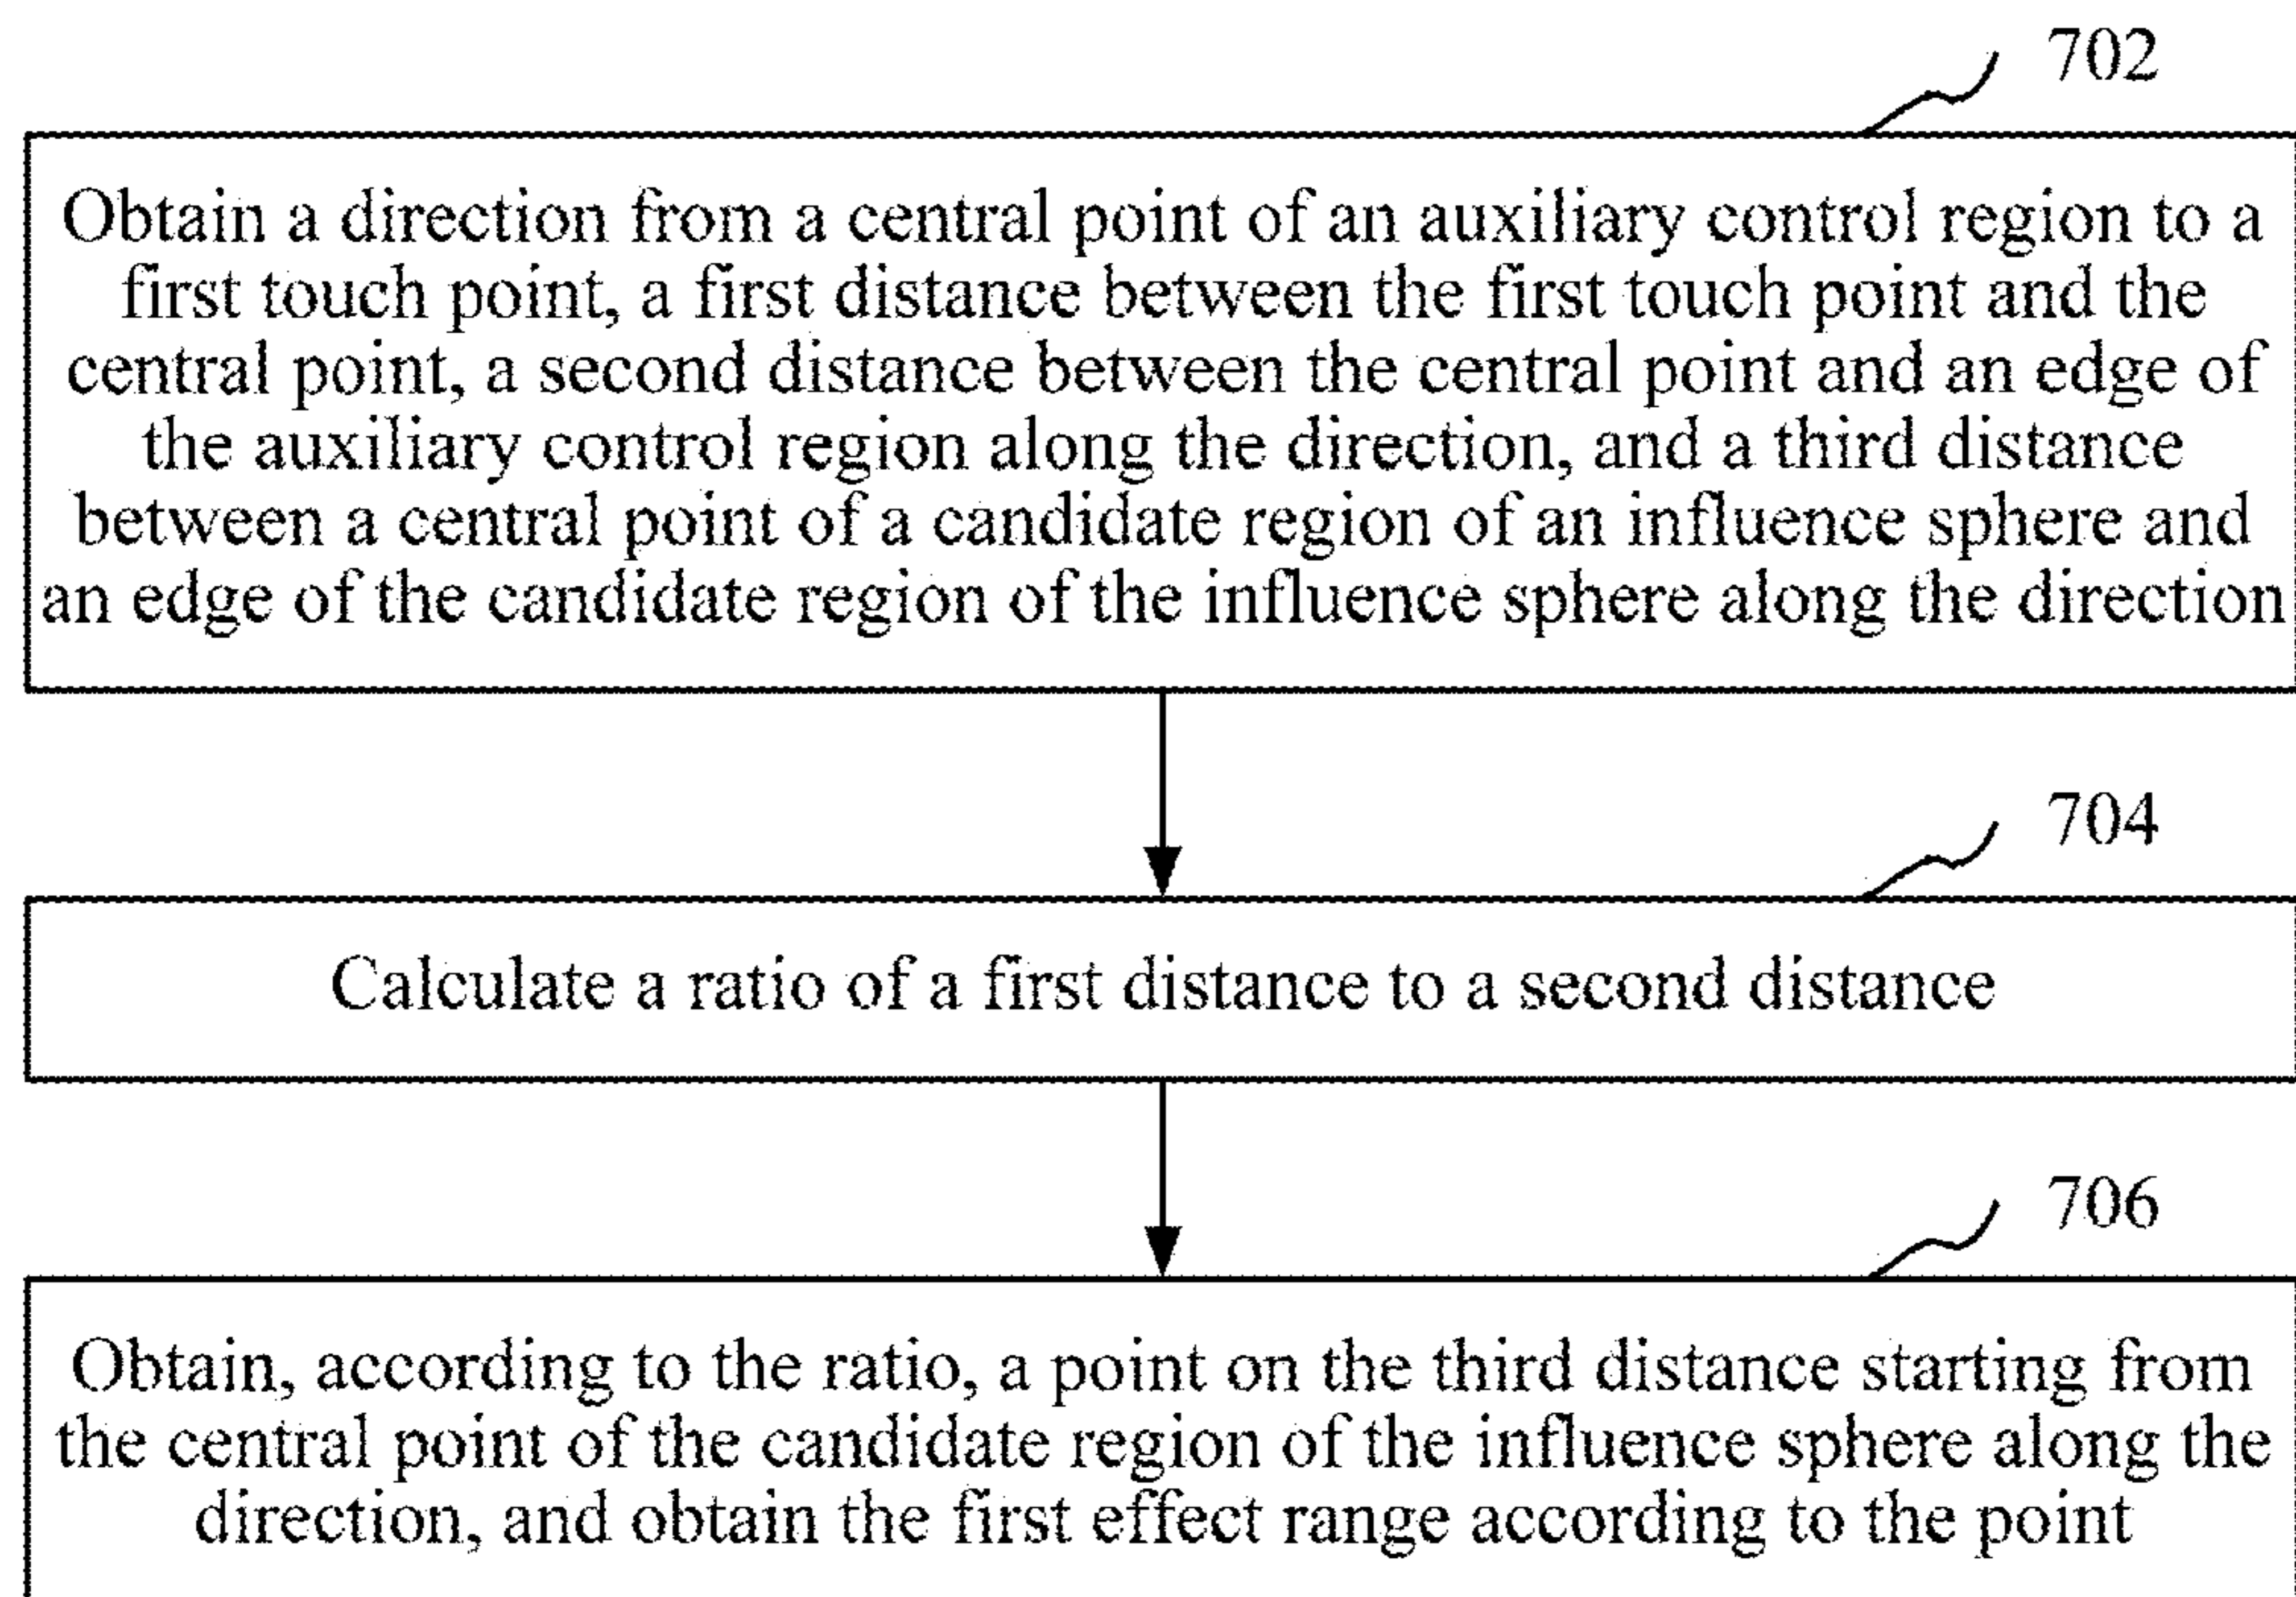 702
Obtain a direction from a central point of an auxiliary control region to a
first touch point, a first distance between the first touch point and the
central point, a second distance between the central point and an edge of
the auxiliary control region along the direction, and a third distance
between a central point of a candidate region of an influence sphere and
an edge of the candidate region of the influence sphere along the direction
704
Calculate a ratio of a first distance to a second distance
706
Obtain, according to the ratio, a point on the third distance starting from
the central point of the candidate region of the influence sphere along the
direction, and obtain the first effect range according to the point